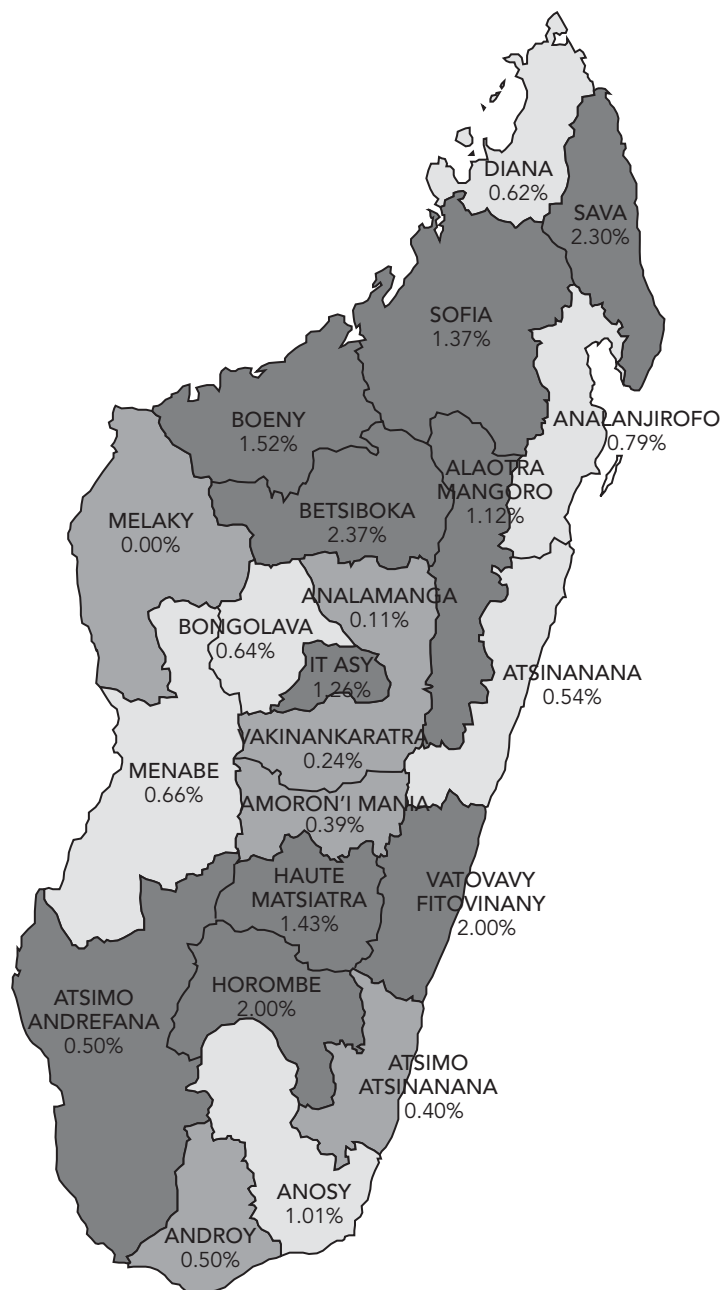 DIANA
0.62%
SAVA
2.30%
SOFIA
1.37%
ANALANJIROFO
0.79%
BOENY
1.52%
ALAOTRA
MANGORO
1.12%
BETSIBOKA
2.37%
MELAKY
0.00%
ANALAMANGA
0.11%
BONGOLAVA
0.64%
IT ASY
1.26%
ATSINANANA
0.54%
VAKINANKARATRA
0.24%
MENABE
0.66%
AMORON'I MANIA
0.39%
HAUTE
MATSIATRA
1.43%
VATOVAVY
FITOVINANY
2.00%
HOROMBE
2.00%
ATSIMO
ANDREFANA
0.50%
ATSIMO
ATSINANANA
0.40%
ANOSY
1.01%
ANDROY
0.50%